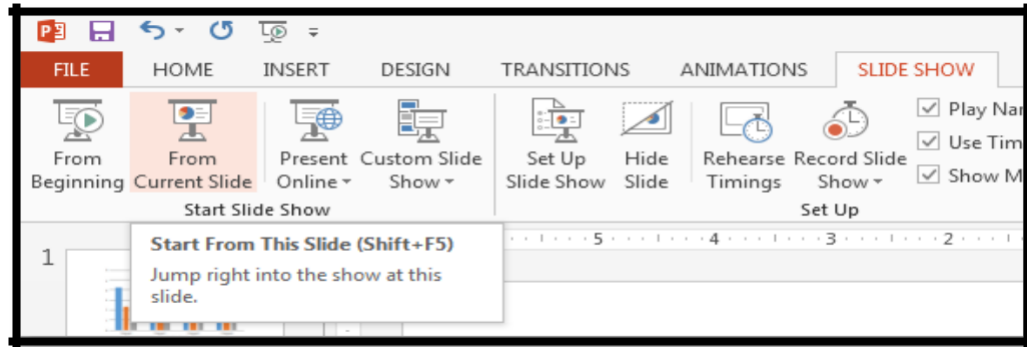 FILE HOME INSERT DESIGN TRANSITIONS ANIMATIONS SLIDE SHOW
From Beginning
From Current Slide
Present Online
Custom Slide Show
Set Up Slide Show
Hide Slide
Rehearse Timings
Record Slide Show
Play Nar
Use Tim
Show M
Start Slide Show
Set Up
Start From This Slide (Shift+F5)
Jump right into the show at this
slide.
1
5 4 3 2